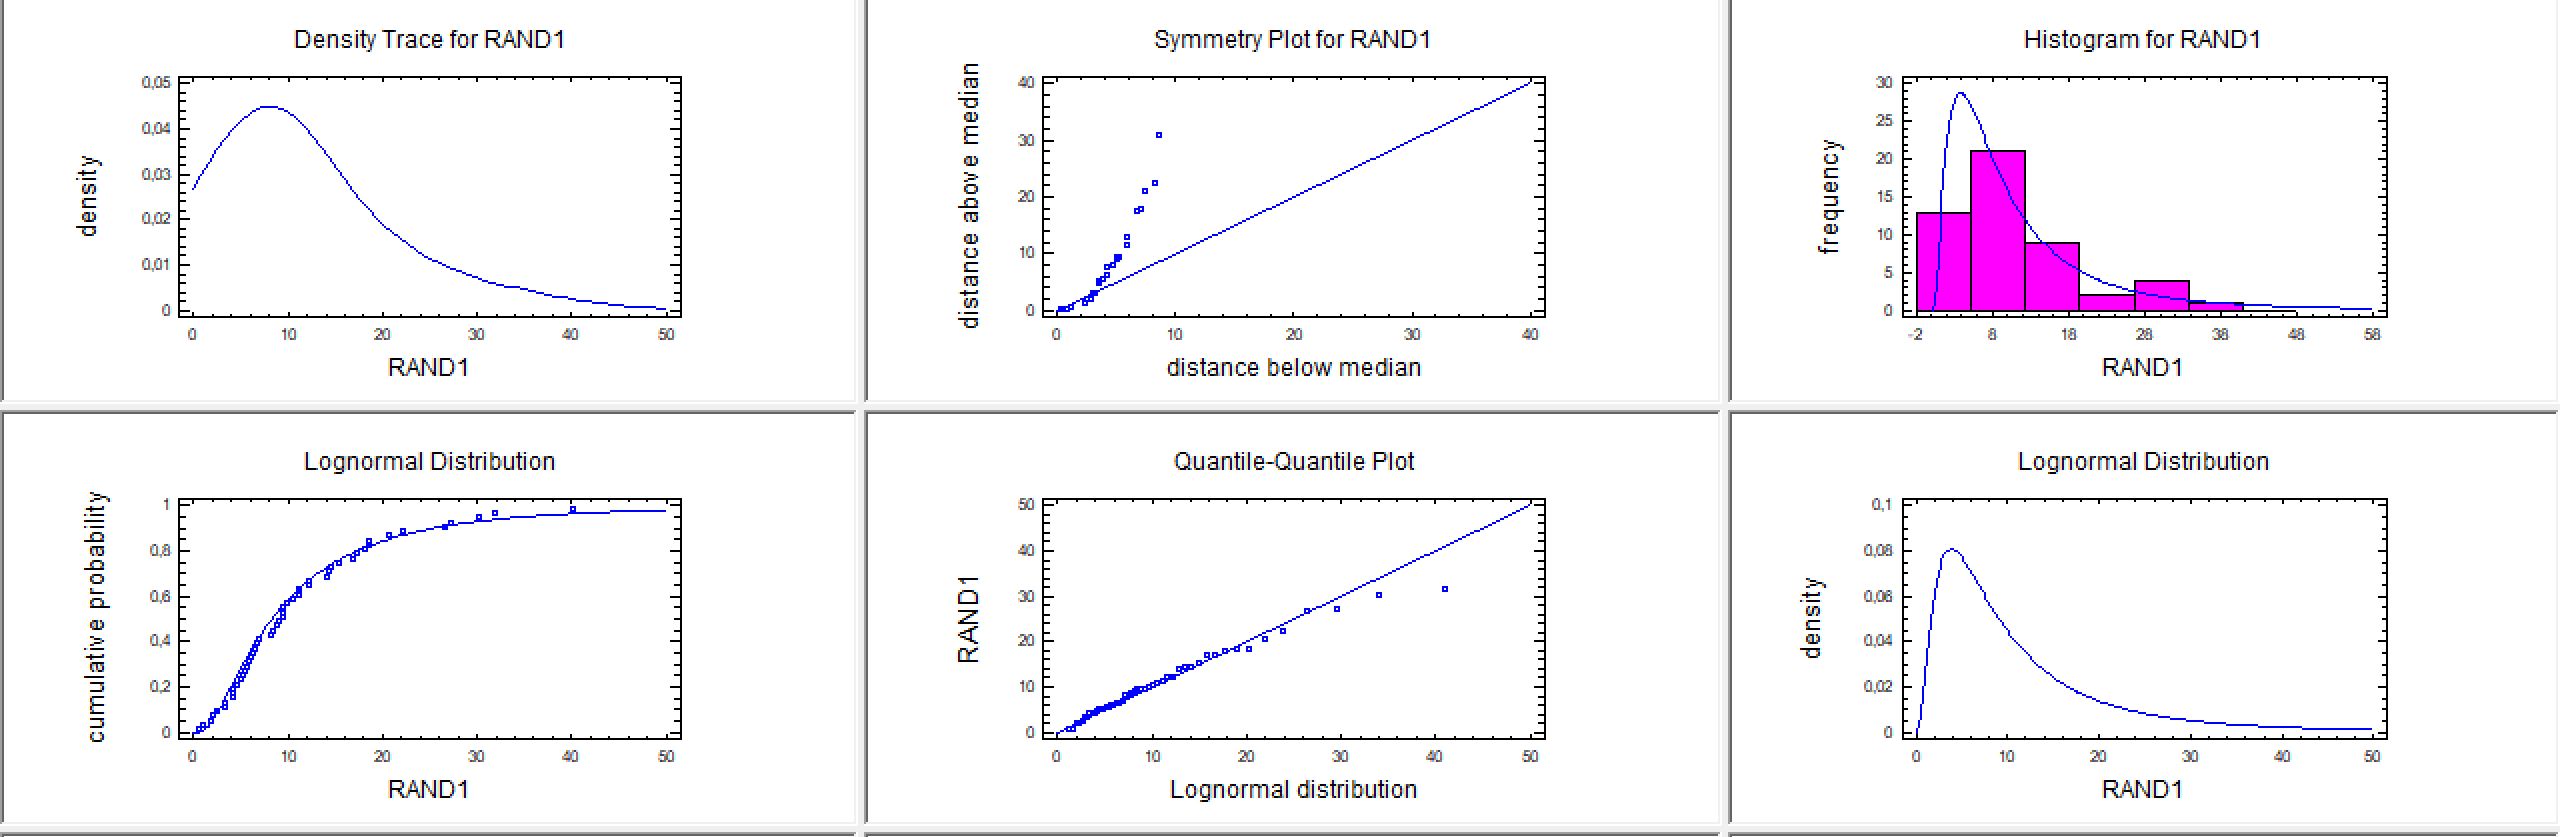 Density Trace for RAND1
density
0,05
0,04
0,03
0,02
0,01
0
0 10 20 30 40 50
RAND1
Symmetry Plot for RAND1
distance above median
40
30
20
10
0
0 10 20 30 40
distance below median
Histogram for RAND1
frequency
30
25
20
15
10
5
0
-2 8 18 28 38 48 58
RAND1
Lognormal Distribution
cumulative probability
1
0,8
0,6
0,4
0,2
0
0 10 20 30 40 50
RAND1
Quantile-Quantile Plot
RAND1
50
40
30
20
10
0
0 10 20 30 40 50
Lognormal distribution
Lognormal Distribution
density
0,1
0,08
0,06
0,04
0,02
0
0 10 20 30 40 50
RAND1